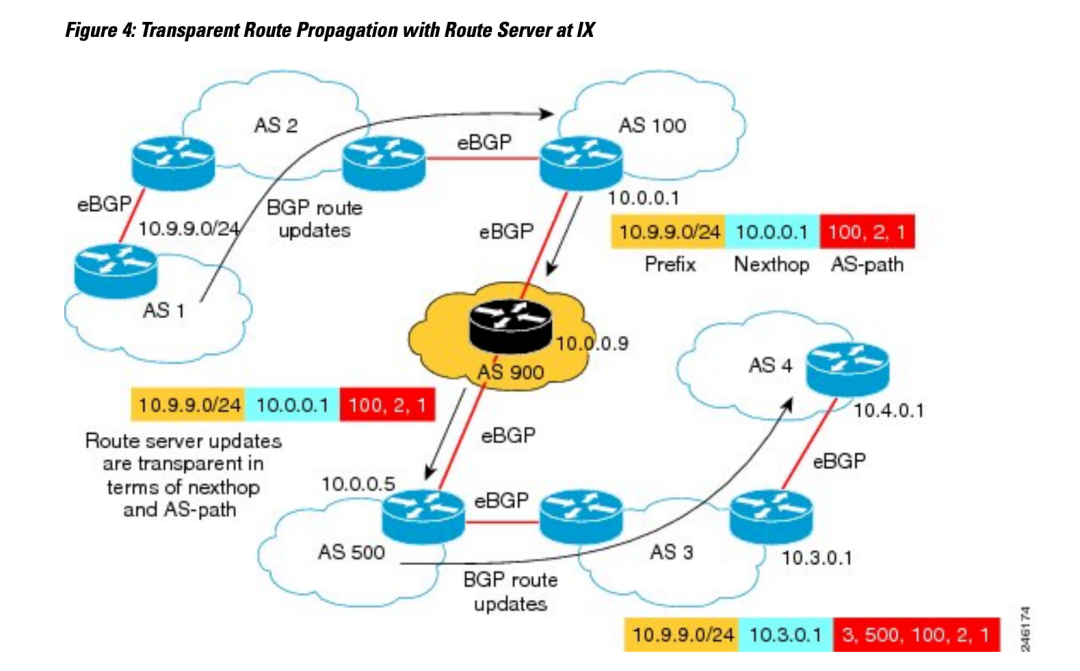 Figure 4: Transparent Route Propagation with Route Server at IX
AS 2
AS 100
eBGP
eBGP
10.9.9.0/24
BGP route
updates
10.0.0.1
eBGP
10.9.9.0/24 10.0.0.1 100, 2, 1
Prefix Nexthop AS-path
AS 1
10.0.0.9
AS 900
AS 4
10.9.9.0/24 10.0.0.1 100, 2, 1
10.4.0.1
Route server updates
are transparent in
terms of nexthop
and AS-path
eBGP
eBGP
10.0.0.5
eBGP
AS 500
AS 3
10.3.0.1
BGP route
updates
10.9.9.0/24 10.3.0.1 3, 500, 100, 2, 1
246174